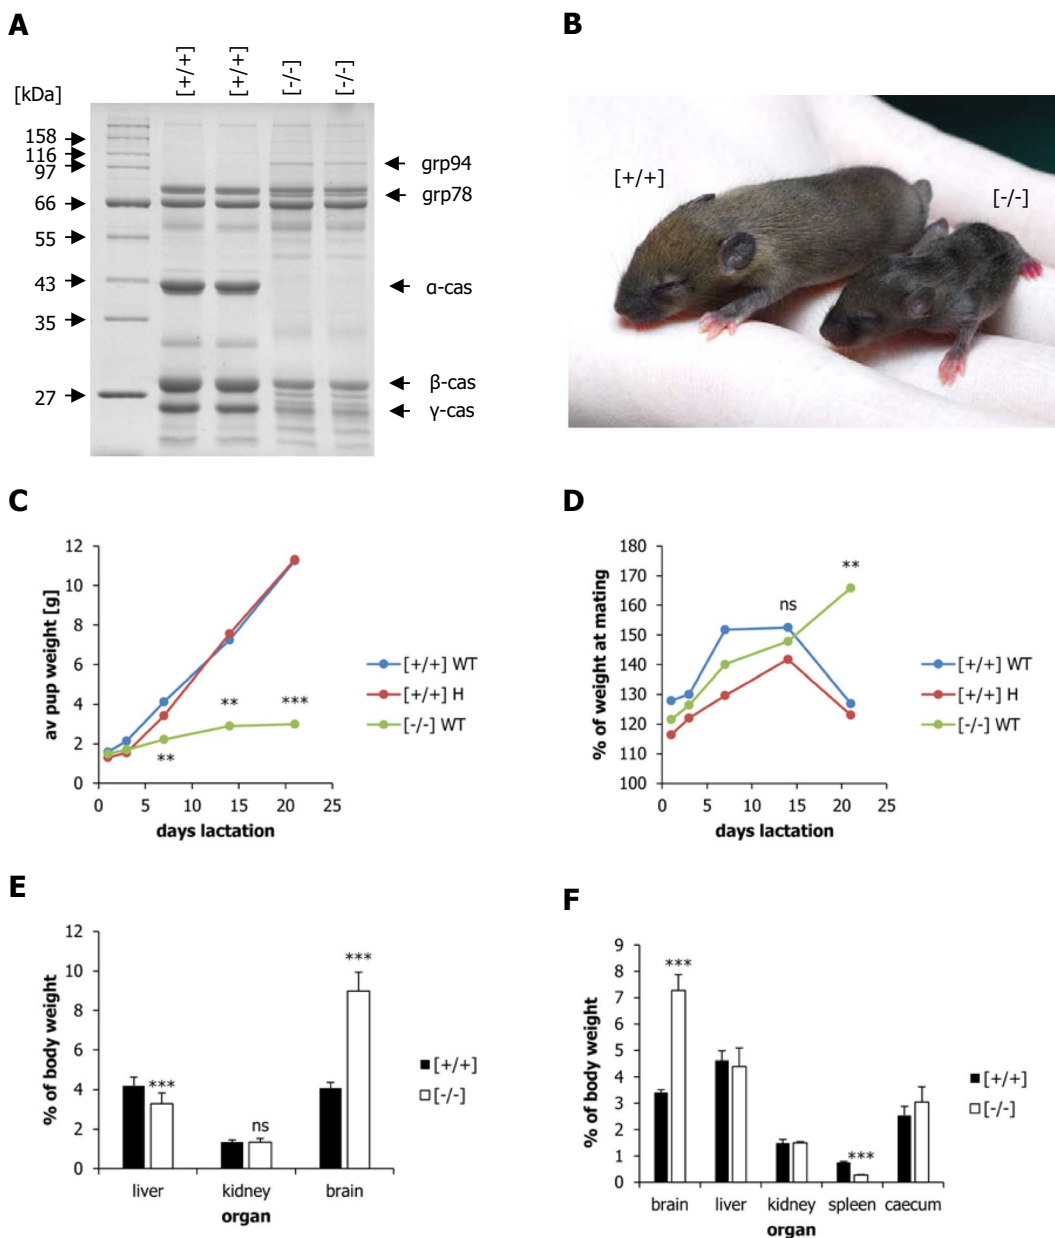 A
[kDa]
[+/+]
[+/+]
[-/-]
[-/-]
158
116
97
66
55
43
35
27
grp94
grp78
α-cas
β-cas
γ-cas
B
[+/+]
[-/-]
C
av pup weight [g]
12
10
8
6
4
2
0
**
**
***
0 5 10 15 20 25
days lactation
[+/+] WT
[+/+] H
[-/-] WT
D
% of weight at mating
180
170
160
150
140
130
120
110
100
ns
**
0 5 10 15 20 25
days lactation
[+/+] WT
[+/+] H
[-/-] WT
E
% of body weight
12
10
8
6
4
2
0
***
ns
***
liver kidney brain
organ
[+/+]
[-/-]
F
% of body weight
9
8
7
6
5
4
3
2
1
0
***
***
brain liver kidney spleen caecum
organ
[+/+]
[-/-]